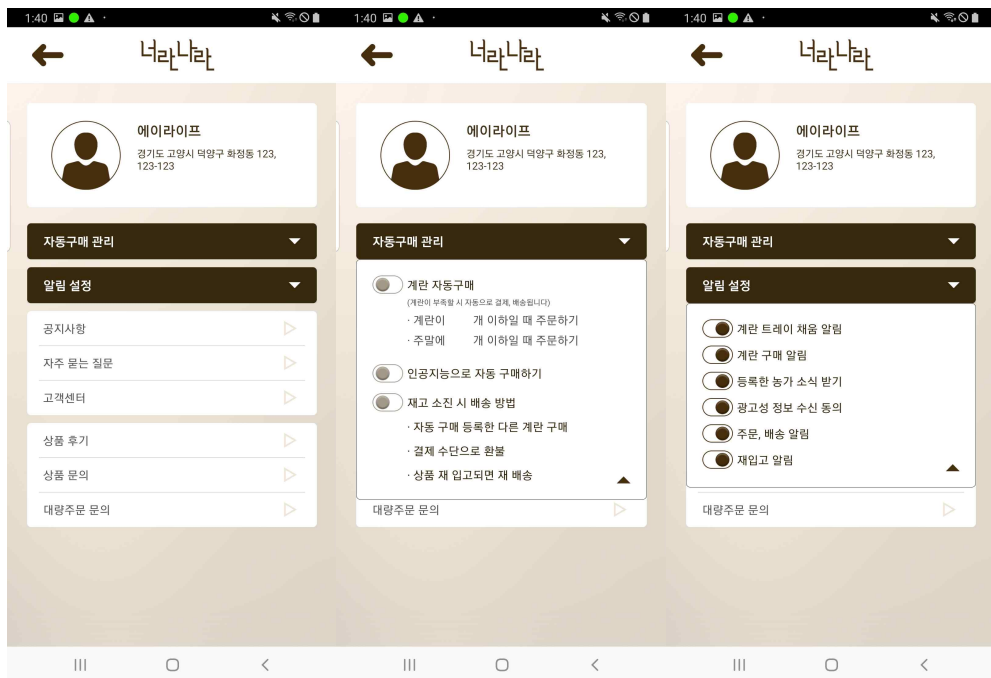 1:40
너랑나랑
에이라이프
경기도 고양시 덕양구 화정동 123,
123-123
자동구매 관리
알림 설정
공지사항
자주 묻는 질문
고객센터
상품 후기
상품 문의
대량주문 문의
1:40
너랑나랑
에이라이프
경기도 고양시 덕양구 화정동 123,
123-123
자동구매 관리
계란 자동구매
(계란이 부족할 시 자동으로 결제, 배송됩니다)
· 계란이 개 이하일 때 주문하기
· 주말에 개 이하일 때 주문하기
인공지능으로 자동 구매하기
재고 소진 시 배송 방법
· 자동 구매 등록한 다른 계란 구매
· 결제 수단으로 환불
· 상품 재 입고되면 재 배송
대량주문 문의
1:40
너랑나랑
에이라이프
경기도 고양시 덕양구 화정동 123,
123-123
자동구매 관리
알림 설정
계란 트레이 채움 알림
계란 구매 알림
등록한 농가 소식 받기
광고성 정보 수신 동의
주문, 배송 알림
재입고 알림
대량주문 문의